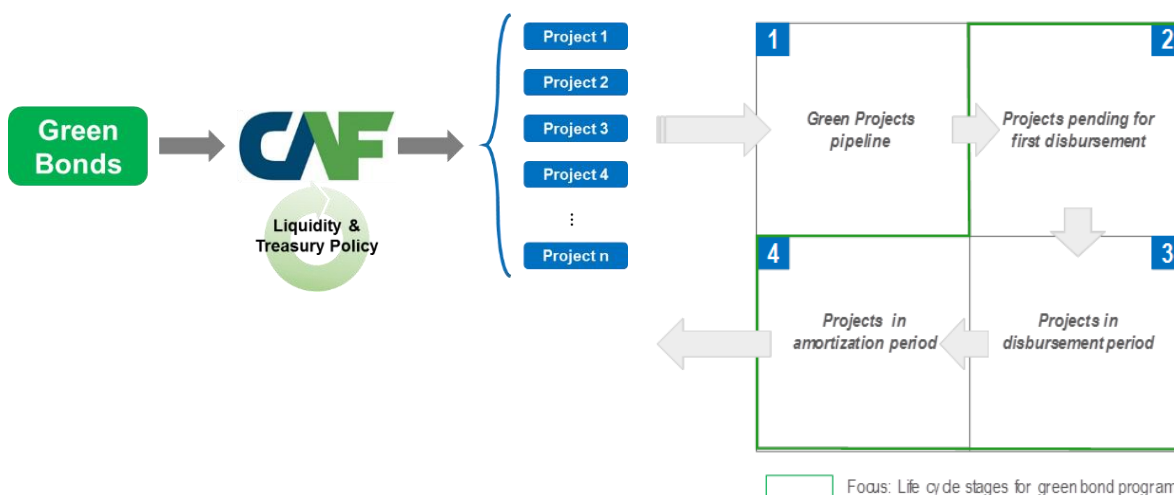 Green
Bonds
CAF
Liquidity &
Treasury Policy
Project 1
Project 2
Project 3
Project 4
...
Project n
1
Green Projects
pipeline
2
Projects pending for
first disbursement
4
Projects in
amortization period
3
Projects in
disbursement period
Focus: Life cycle stages for green bond program